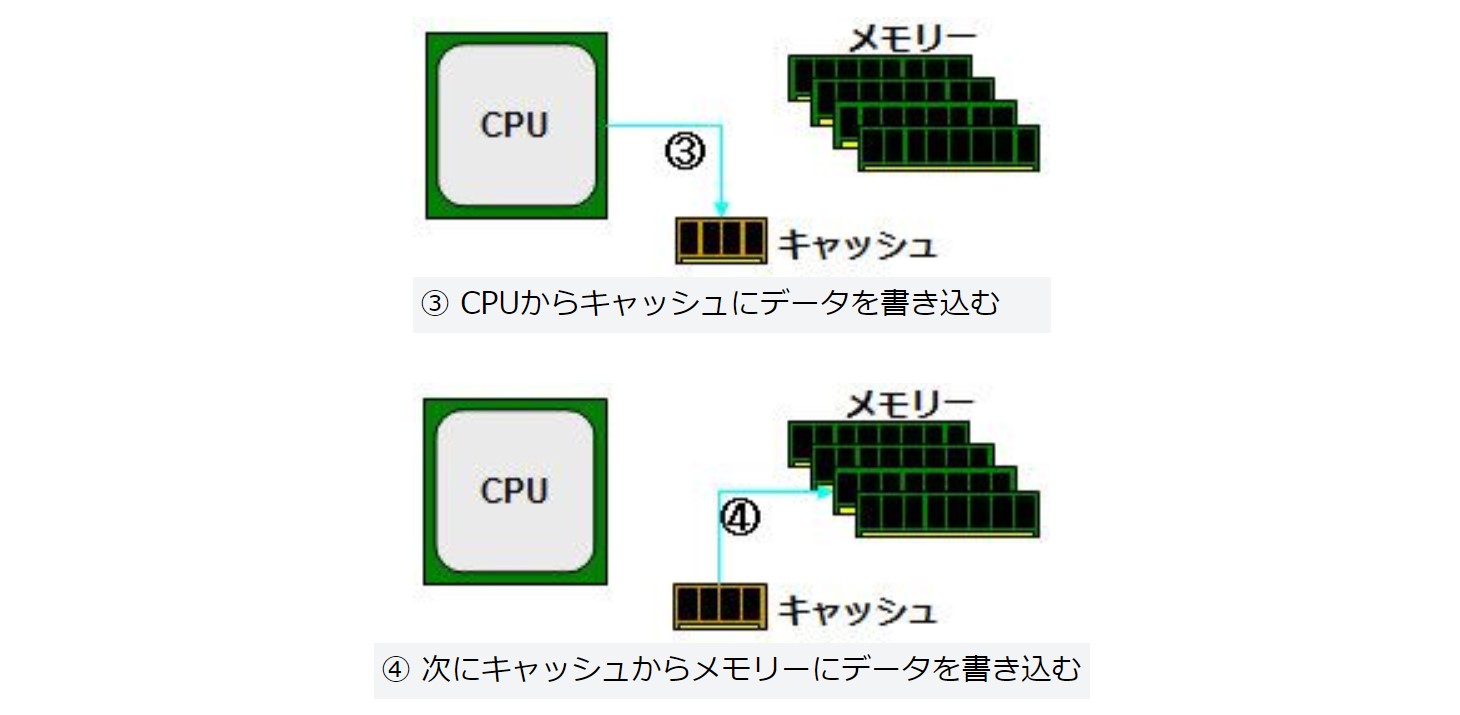 メモリー
CPU
③
キャッシュ
③ CPUからキャッシュにデータを書き込む
メモリー
CPU
④
キャッシュ
④ 次にキャッシュからメモリーにデータを書き込む